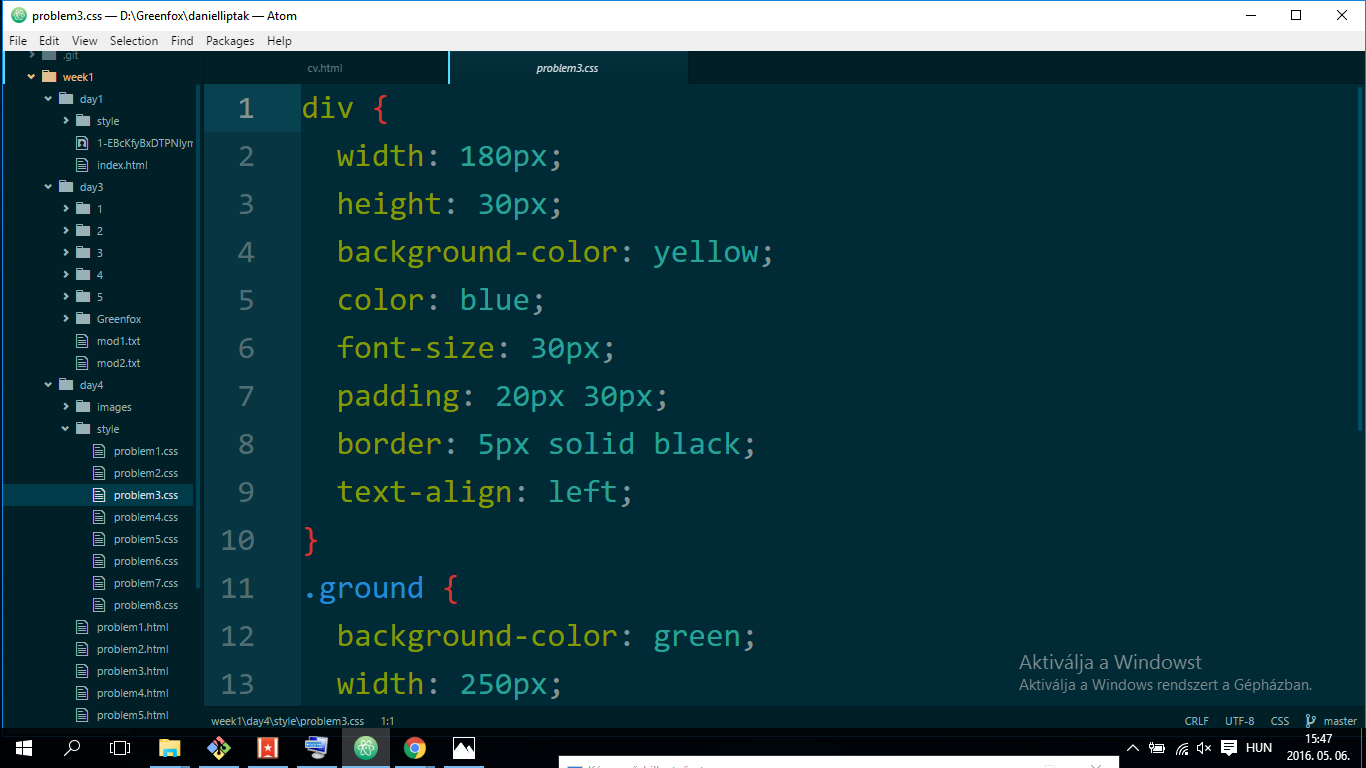 problem3.css — D:\Greenfox\danielliptak — Atom
File Edit View Selection Find Packages Help
.git
week1
day1
style
1-EBcKfyBxDTPNlym
index.html
day3
1
2
3
4
5
Greenfox
mod1.txt
mod2.txt
day4
images
style
problem1.css
problem2.css
problem3.css
problem4.css
problem5.css
problem6.css
problem7.css
problem8.css
problem1.html
problem2.html
problem3.html
problem4.html
problem5.html
cv.html problem3.css
1 div {
2 width: 180px;
3 height: 30px;
4 background-color: yellow;
5 color: blue;
6 font-size: 30px;
7 padding: 20px 30px;
8 border: 5px solid black;
9 text-align: left;
10 }
11 .ground {
12 background-color: green;
13 width: 250px;
Aktiválja a Windowst
Aktiválja a Windows rendszert a Gépházban.
week1\day4\style\problem3.css 1:1 CRLF UTF-8 CSS master
HUN 15:47
2016. 05. 06.